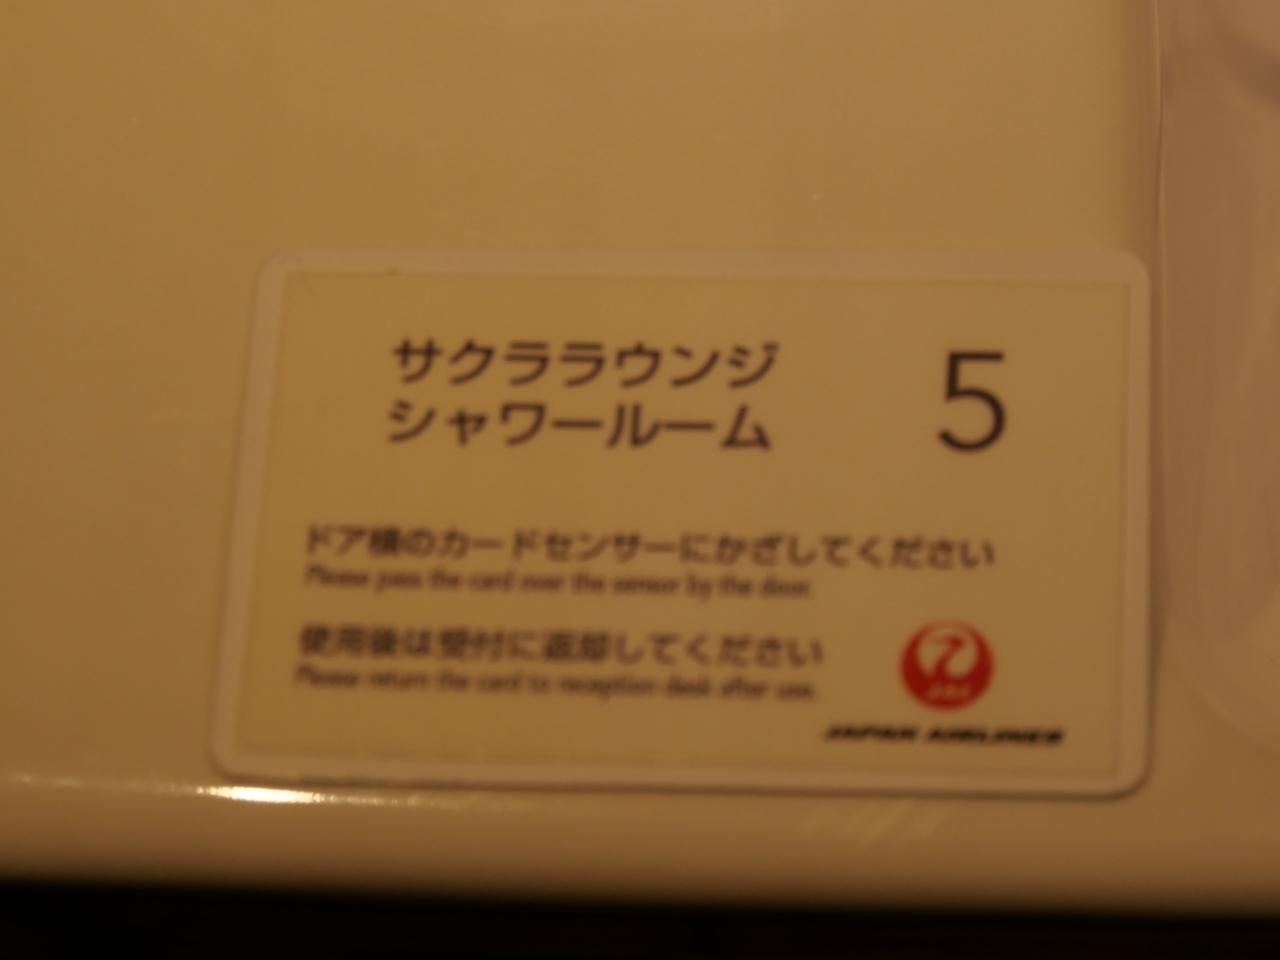 サクララウンジ 5
シャワールーム
ドア横のカードセンサーにかざしてください
Please pass the card over the sensor by the door.
使用後は受付に返却してください
Please return the card to reception desk after use.
JAL
JAPAN AIRLINES